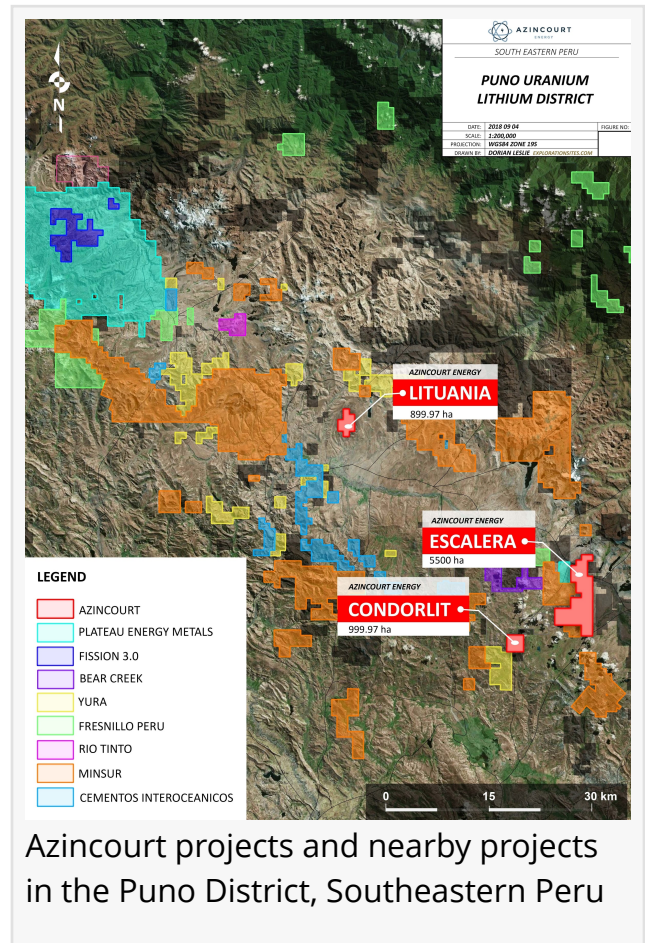 AZINCOURT
ENERGY
SOUTH EASTERN PERU
PUNO URANIUM
LITHIUM DISTRICT
DATE: 2018 09 04 FIGURE NO:
SCALE: 1:200,000
PROJECTION: WGS84 ZONE 19S
DRAWN BY: DORIAN LESLIE EXPLORATIONSITES.COM
N
AZINCOURT ENERGY
LITUANIA
899.97 ha
AZINCOURT ENERGY
ESCALERA
5500 ha
AZINCOURT ENERGY
CONDORLIT
999.97 ha
LEGEND
AZINCOURT
PLATEAU ENERGY METALS
FISSION 3.0
BEAR CREEK
YURA
FRESNILLO PERU
RIO TINTO
MINSUR
CEMENTOS INTEROCEANICOS
0 15 30 km
Azincourt projects and nearby projects
in the Puno District, Southeastern Peru